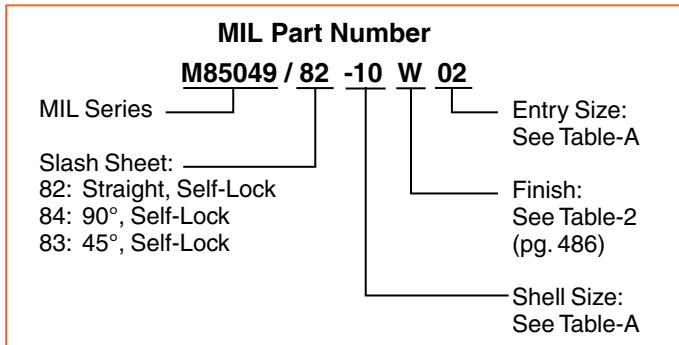 MIL Part Number
M85049 / 82 -10 W 02
MIL Series
Slash Sheet:
82: Straight, Self-Lock
84: 90°, Self-Lock
83: 45°, Self-Lock
Entry Size:
See Table-A
Finish:
See Table-2
(pg. 486)
Shell Size:
See Table-A